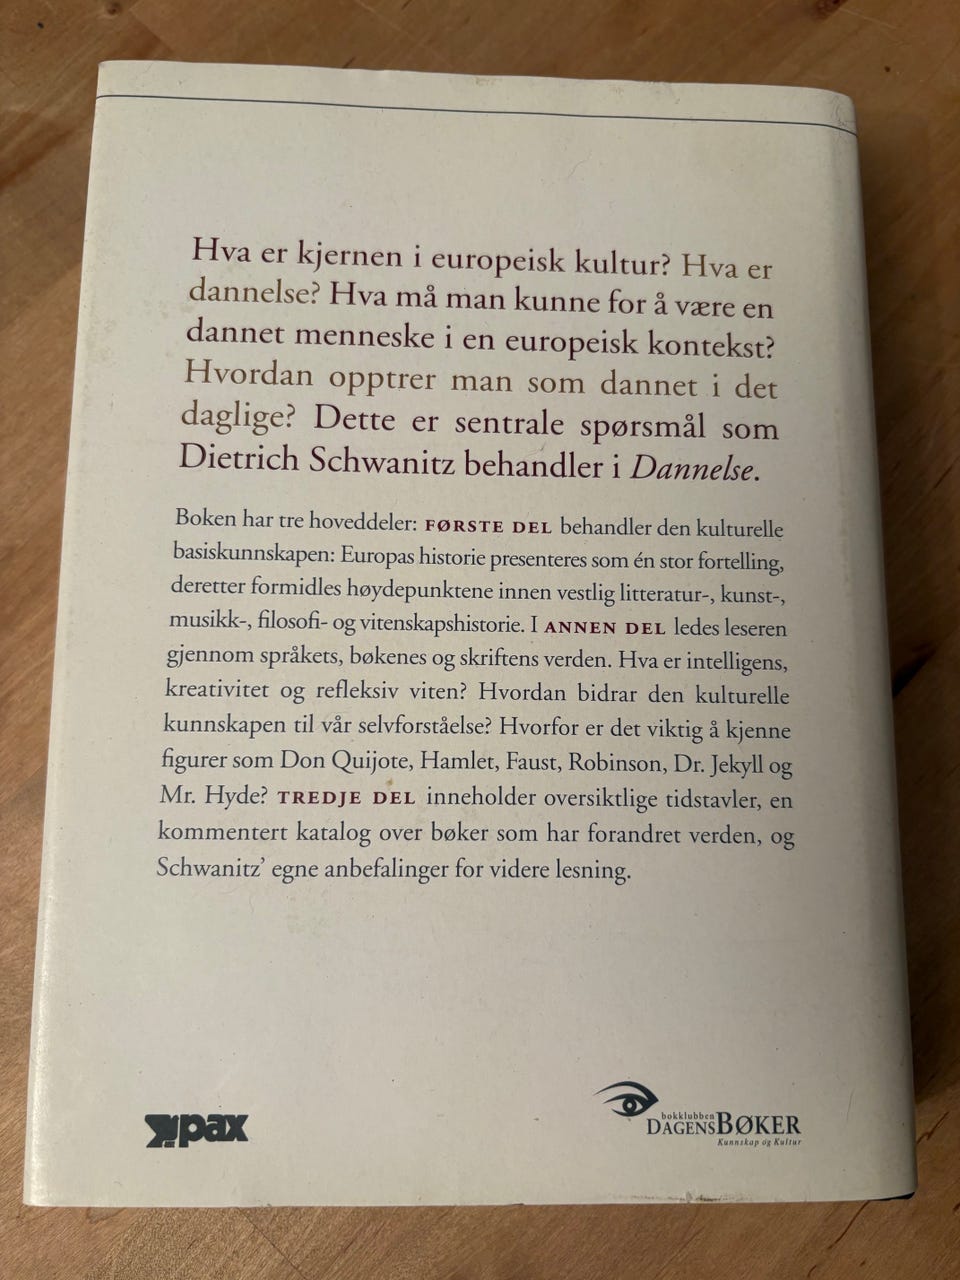 Hva er kjernen i europeisk kultur? Hva er
dannelse? Hva må man kunne for å være en
dannet menneske i en europeisk kontekst?
Hvordan opptrer man som dannet i det
daglige? Dette er sentrale spørsmål som
Dietrich Schwanitz behandler i Dannelse.
Boken har tre hoveddeler: FØRSTE DEL behandler den kulturelle
basiskunnskapen: Europas historie presenteres som én stor fortelling,
deretter formidles høydepunktene innen vestlig litteratur-, kunst-,
musikk-, filosofi- og vitenskapshistorie. I ANNEN DEL ledes leseren
gjennom språkets, bøkenes og skriftens verden. Hva er intelligens,
kreativitet og refleksiv viten? Hvordan bidrar den kulturelle
kunnskapen til vår selvforståelse? Hvorfor er det viktig å kjenne
figurer som Don Quijote, Hamlet, Faust, Robinson, Dr. Jekyll og
Mr. Hyde? TREDJE DEL inneholder oversiktlige tidstavler, en
kommentert katalog over bøker som har forandret verden, og
Schwanitz’ egne anbefalinger for videre lesning.
pax
bokklubben
DAGENSBØKER
Kunnskap og Kultur